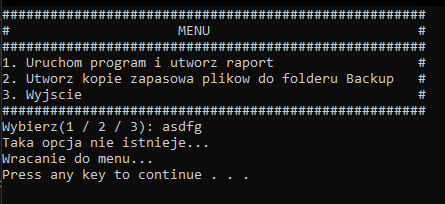 ####################################################
# MENU #
####################################################
1. Uruchom program i utworz raport #
2. Utworz kopie zapasowa plikow do folderu Backup #
3. Wyjscie #
####################################################
Wybierz(1 / 2 / 3): asdfg
Taka opcja nie istnieje...
Wracanie do menu...
Press any key to continue . . .